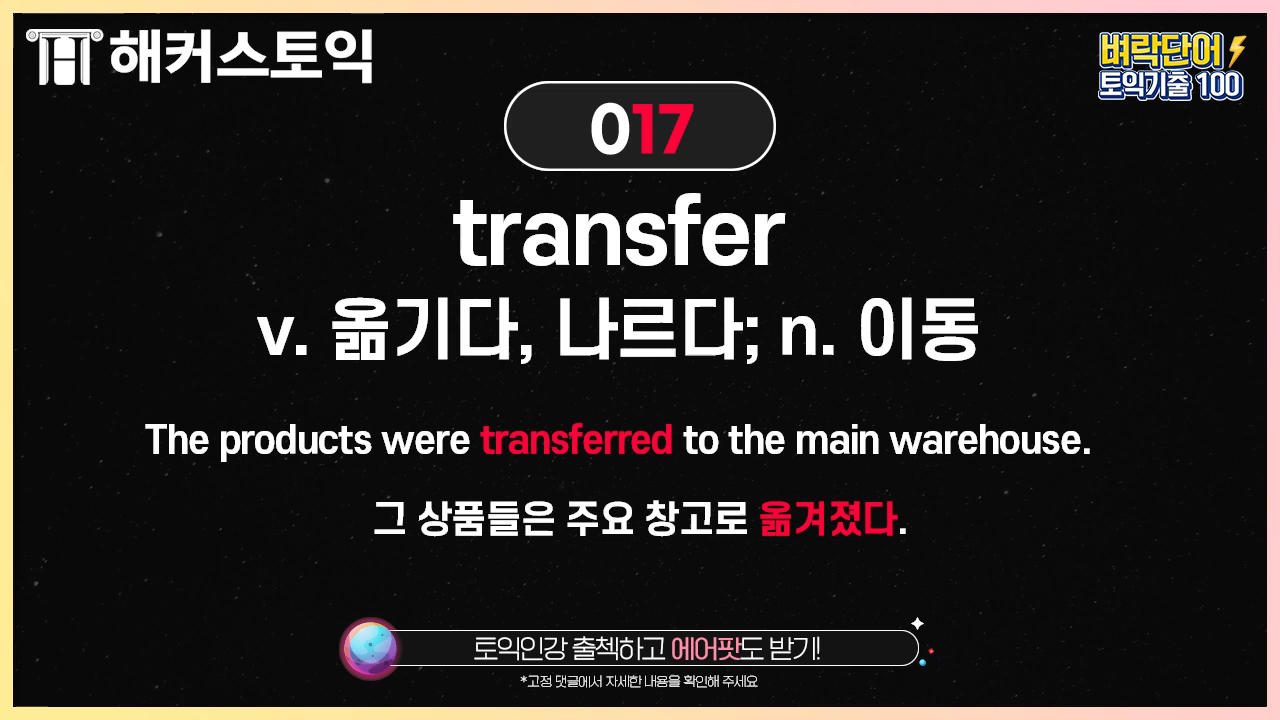 해커스토익
벼락단어
토익기출 100
017
transfer
v. 옮기다, 나르다; n. 이동
The products were transferred to the main warehouse.
그 상품들은 주요 창고로 옮겨졌다.
토익인강 출첵하고 에어팟도 받기!
*고정 댓글에서 자세한 내용을 확인해 주세요